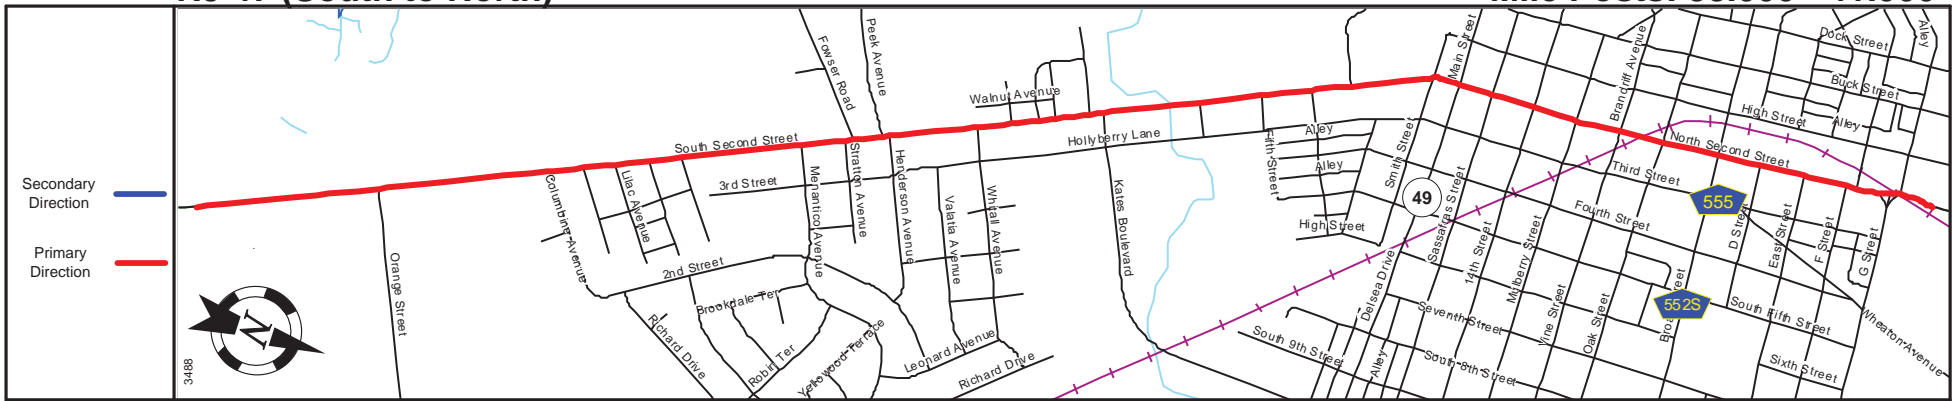 Secondary
Direction
Primary
Direction
3488
N
Fowser Road
Peek Avenue
Walnut Avenue
South Second Street
Hollyberry Lane
Columbine Avenue
Lilac Avenue
3rd Street
Menantico Avenue
Stratton Avenue
Henderson Avenue
Valatia Avenue
Whitall Avenue
Kates Boulevard
Orange Street
2nd Street
Brookdale Ter
Richard Drive
Robin Ter
Yellowwood Terrace
Leonard Avenue
Richard Drive
Fifth Street
Alley
Alley
High Street
Smith Street
49
Main Street
Sassafras Street
Delsea Drive
14th Street
Mulberry Street
Vine Street
Oak Street
South 9th Street
Alley
Seventh Street
South 8th Street
Brandriff Avenue
Dock Street
Alley
Buck Street
High Street
Alley
North Second Street
Third Street
Fourth Street
555
D Street
East Street
F Street
G Street
552S
South Fifth Street
Sixth Street
Wheaton Avenue